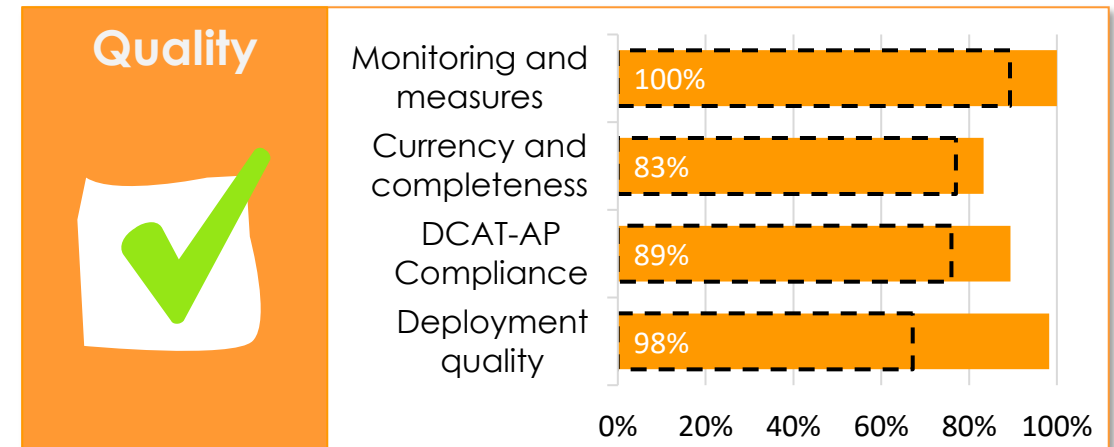 Quality
Monitoring and
measures
100%
Currency and
completeness
83%
DCAT-AP
Compliance
89%
Deployment
quality
98%
0% 20% 40% 60% 80% 100%